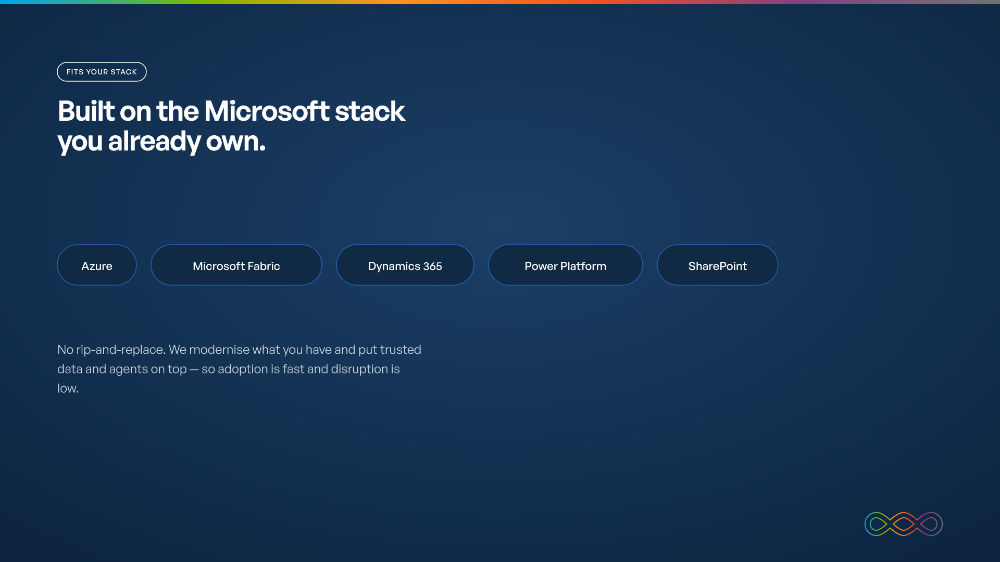 FITS YOUR STACK
Built on the Microsoft stack
you already own.
Azure
Microsoft Fabric
Dynamics 365
Power Platform
SharePoint
No rip-and-replace. We modernise what you have and put trusted
data and agents on top — so adoption is fast and disruption is
low.